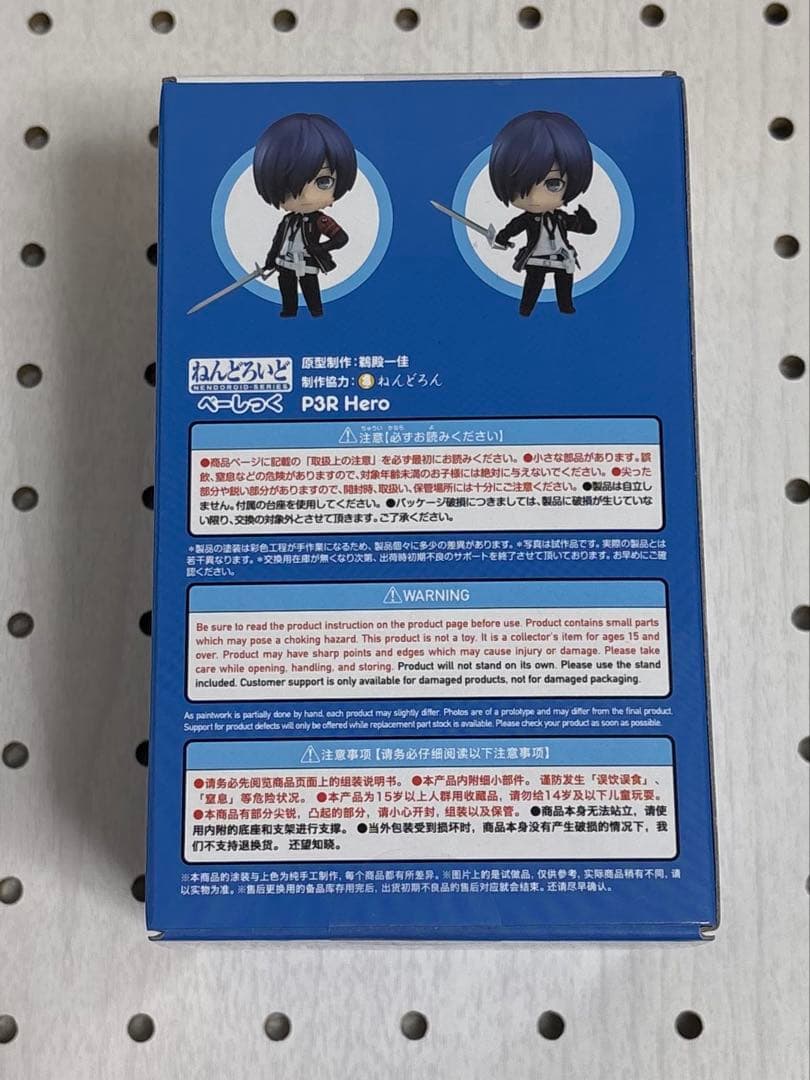 ねんどろいど
NENDOROID-SERIES
べーしっく
原型制作：鵜殿一佳
制作協力： ねんどろん
P3R Hero
ちゅうい かなら よ
⚠注意【必ずお読みください】
●商品ページに記載の「取扱上の注意」を必ず最初にお読みください。●小さな部品があります。誤
飲、窒息などの危険がありますので、対象年齢未満のお子様には絶対に与えないでください。●尖った
部分や鋭い部分がありますので、開封時、取扱い、保管場所には十分にご注意ください。●製品は自立し
ません。付属の台座を使用してください。●パッケージ破損につきましては、製品に破損が生じていな
い限り、交換の対象外とさせて頂きます。ご了承ください。
＊製品の塗装は彩色工程が手作業になるため、製品個々に多少の差異があります。＊写真は試作品です。実際の製品とは
若干異なります。＊交換用在庫が無くなり次第、出荷時初期不良のサポートを終了させて頂いております。お早めにご確
認ください。
⚠WARNING
Be sure to read the product instruction on the product page before use. Product contains small parts
which may pose a choking hazard. This product is not a toy. It is a collector's item for ages 15 and
over. Product may have sharp points and edges which may cause injury or damage. Please take
care while opening, handling, and storing. Product will not stand on its own. Please use the stand
included. Customer support is only available for damaged products, not for damaged packaging.
As paintwork is partially done by hand, each product may slightly differ. Photos are of a prototype and may differ from the final product.
Support for product defects will only be offered while replacement part stock is available. Please check your product as soon as possible.
⚠注意事项【请务必仔细阅读以下注意事项】
●请务必先阅览商品页面上的组装说明书。 ●本产品内附细小部件。 谨防发生「误饮误食」、
「窒息」等危险状况。 ●本产品为15岁以上人群用收藏品，请勿给14岁及以下儿童玩耍。
●本商品有部分尖锐，凸起的部分，请小心开封，组装以及保管。 ●商品本身无法站立，请使
用内附的底座和支架进行支撑。 ●当外包装受到损坏时，商品本身没有产生破损的情况下，我
们不支持退换货。 还望知晓。
※本商品的涂装与上色为纯手工制作，每个商品都有所差异。※图片上的是试做品，仅供参考，实际商品稍有不同，请
以实物为准。※售后更换用的备品库存用完后，出货初期不良品的售后对应就会结束。还请尽早确认。